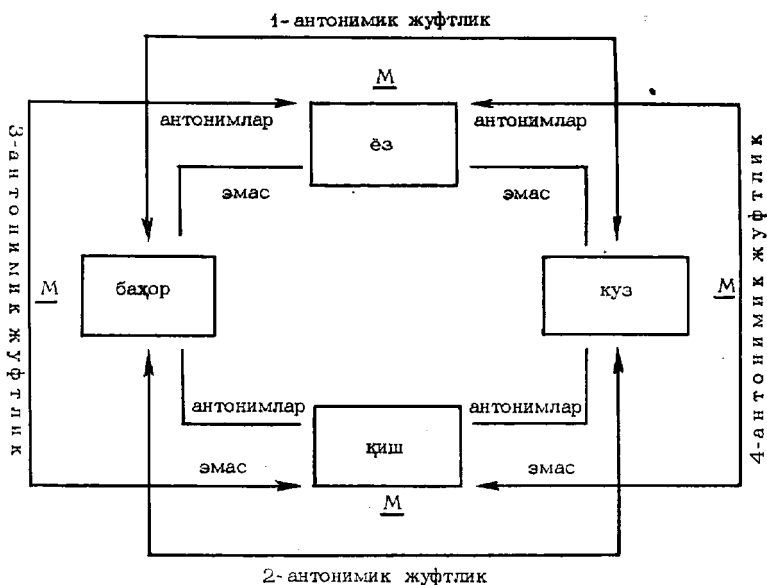 1- антонимик жуфтлик
М
антонимлар антонимлар
ёз
эмас эмас
3-антонимик жуфтлик
М
баҳор
куз
М
4-антонимик жуфтлик
антонимлар антонимлар
қиш
эмас эмас
М
2- антонимик жуфтлик